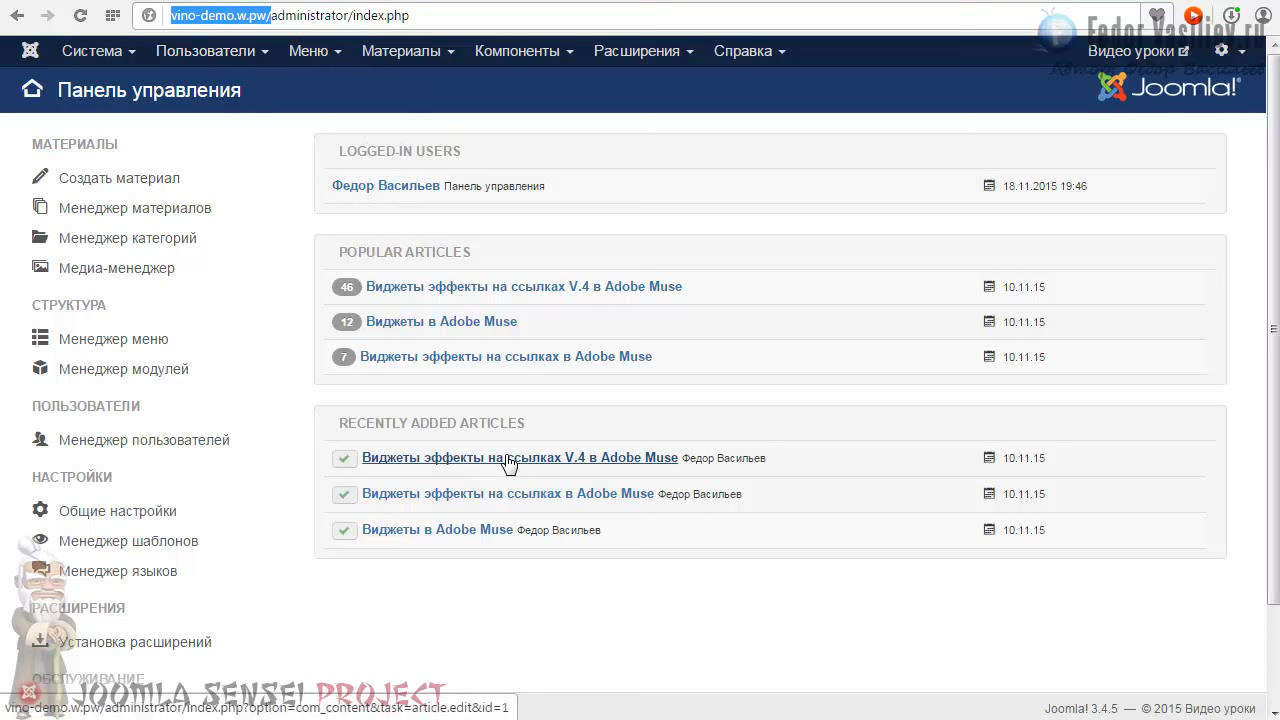 vino-demo.w.pw/administrator/index.php
Fedor Vasiliev.ru
Автор Федор Васильев
Система Пользователи Меню Материалы Компоненты Расширения Справка Видео уроки
Панель управления
Joomla!®
МАТЕРИАЛЫ
Создать материал
Менеджер материалов
Менеджер категорий
Медиа-менеджер
СТРУКТУРА
Менеджер меню
Менеджер модулей
ПОЛЬЗОВАТЕЛИ
Менеджер пользователей
НАСТРОЙКИ
Общие настройки
Менеджер шаблонов
Менеджер языков
РАСШИРЕНИЯ
Установка расширений
ОБСЛУЖИВАНИЕ
LOGGED-IN USERS
Федор Васильев Панель управления 18.11.2015 19:46
POPULAR ARTICLES
46 Виджеты эффекты на ссылках V.4 в Adobe Muse 10.11.15
12 Виджеты в Adobe Muse 10.11.15
7 Виджеты эффекты на ссылках в Adobe Muse 10.11.15
RECENTLY ADDED ARTICLES
Виджеты эффекты на ссылках V.4 в Adobe Muse Федор Васильев 10.11.15
Виджеты эффекты на ссылках в Adobe Muse Федор Васильев 10.11.15
Виджеты в Adobe Muse Федор Васильев 10.11.15
JOOMLA SENSEI PROJECT
vino-demo.w.pw/administrator/index.php?option=com_content&task=article.edit&id=1
Joomla! 3.4.5 — © 2015 Видео уроки